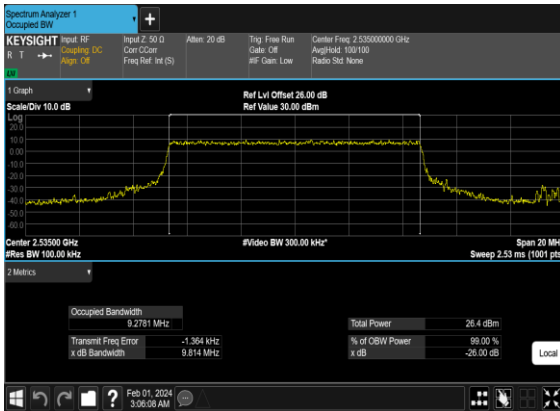 Spectrum Analyzer 1
Occupied BW
KEYSIGHT
R T
LXI
Input: RF
Coupling: DC
Align: Off
Input Z: 50 Ω
Corr CCorr
Freq Ref: Int (S)
Atten: 20 dB
Trig: Free Run
Gate: Off
#IF Gain: Low
Center Freq: 2.535000000 GHz
Avg|Hold: 100/100
Radio Std: None
1 Graph
Scale/Div 10.0 dB
Ref Lvl Offset 26.00 dB
Ref Value 30.00 dBm
Log
20.0
10.0
0.00
-10.0
-20.0
-30.0
-40.0
-50.0
-60.0
Center 2.53500 GHz
#Res BW 100.00 kHz
#Video BW 300.00 kHz*
Span 20 MH
Sweep 2.53 ms (1001 pts
2 Metrics
Occupied Bandwidth
9.2781 MHz
Transmit Freq Error -1.364 kHz
x dB Bandwidth 9.814 MHz
Total Power 26.4 dBm
% of OBW Power 99.00 %
x dB -26.00 dB
Local
Feb 01, 2024
3:06:08 AM